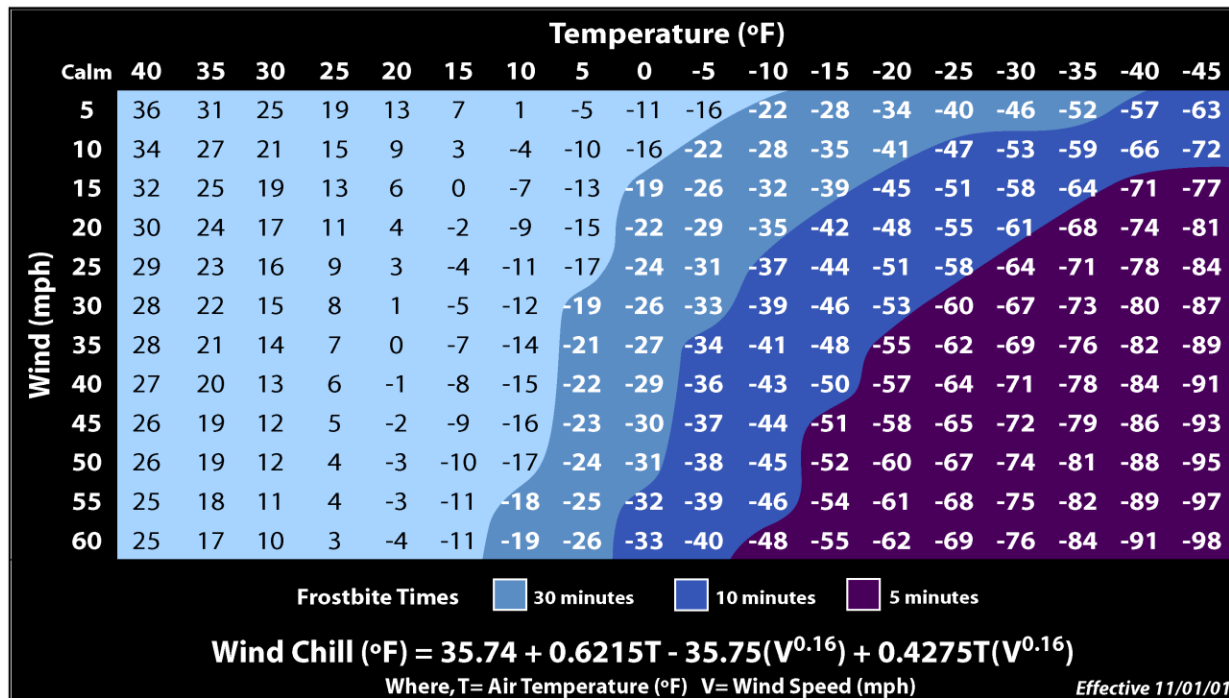 Temperature (ºF)
Calm 40 35 30 25 20 15 10 5 0 -5 -10 -15 -20 -25 -30 -35 -40 -45
5 36 31 25 19 13 7 1 -5 -11 -16 -22 -28 -34 -40 -46 -52 -57 -63
10 34 27 21 15 9 3 -4 -10 -16 -22 -28 -35 -41 -47 -53 -59 -66 -72
15 32 25 19 13 6 0 -7 -13 -19 -26 -32 -39 -45 -51 -58 -64 -71 -77
20 30 24 17 11 4 -2 -9 -15 -22 -29 -35 -42 -48 -55 -61 -68 -74 -81
25 29 23 16 9 3 -4 -11 -17 -24 -31 -37 -44 -51 -58 -64 -71 -78 -84
30 28 22 15 8 1 -5 -12 -19 -26 -33 -39 -46 -53 -60 -67 -73 -80 -87
35 28 21 14 7 0 -7 -14 -21 -27 -34 -41 -48 -55 -62 -69 -76 -82 -89
40 27 20 13 6 -1 -8 -15 -22 -29 -36 -43 -50 -57 -64 -71 -78 -84 -91
45 26 19 12 5 -2 -9 -16 -23 -30 -37 -44 -51 -58 -65 -72 -79 -86 -93
50 26 19 12 4 -3 -10 -17 -24 -31 -38 -45 -52 -60 -67 -74 -81 -88 -95
55 25 18 11 4 -3 -11 -18 -25 -32 -39 -46 -54 -61 -68 -75 -82 -89 -97
60 25 17 10 3 -4 -11 -19 -26 -33 -40 -48 -55 -62 -69 -76 -84 -91 -98
Wind (mph)
Frostbite Times 30 minutes 10 minutes 5 minutes
Wind Chill (ºF) = 35.74 + 0.6215T - 35.75(V^0.16) + 0.4275T(V^0.16)
Where, T= Air Temperature (ºF) V= Wind Speed (mph) Effective 11/01/01